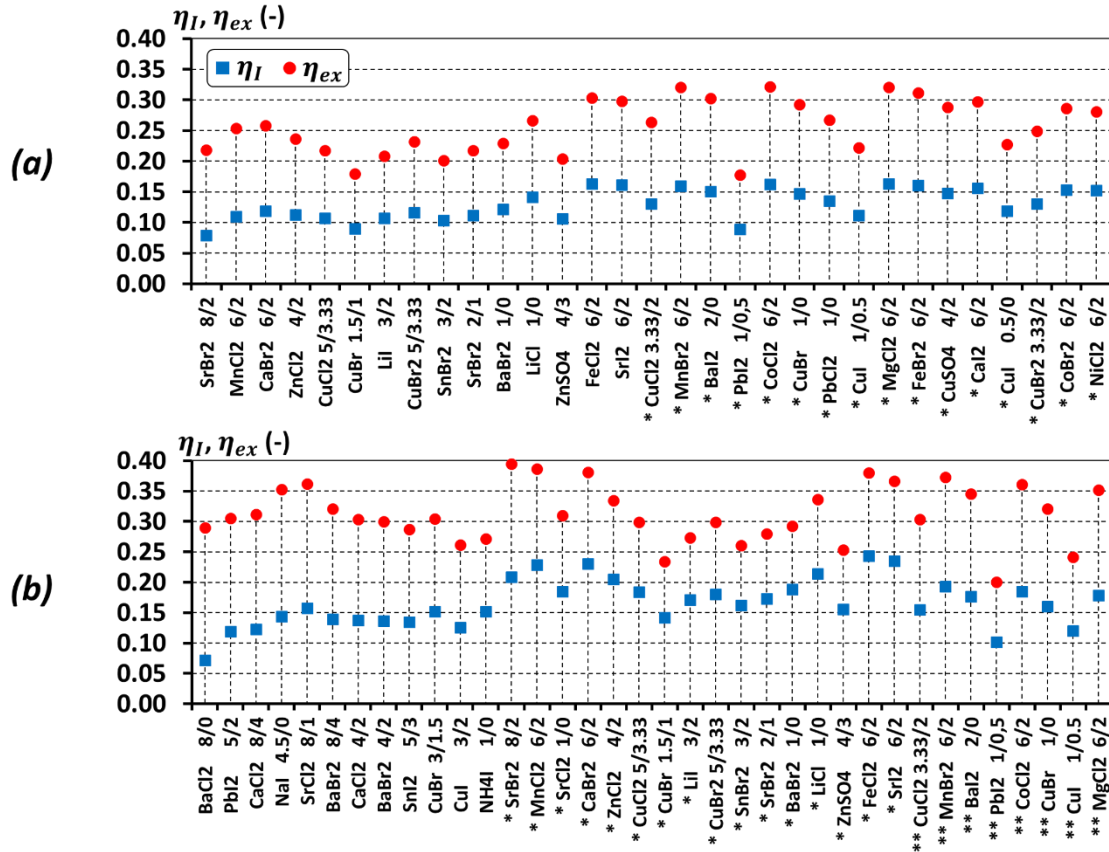 η_I, η_ex (-)
(a)
0.40
0.35
0.30
0.25
0.20
0.15
0.10
0.05
0.00
η_I η_ex
SrBr2 8/2
MnCl2 6/2
CaBr2 6/2
ZnCl2 4/2
CuCl2 5/3.33
CuBr 1.5/1
LiI 3/2
CuBr2 5/3.33
SnBr2 3/2
SrBr2 2/1
BaBr2 1/0
LiCl 1/0
ZnSO4 4/3
FeCl2 6/2
SrI2 6/2
* CuCl2 3.33/2
* MnBr2 6/2
* BaI2 2/0
* PbI2 1/0,5
* CoCl2 6/2
* CuBr 1/0
* PbCl2 1/0
* CuI 1/0.5
* MgCl2 6/2
* FeBr2 6/2
* CuSO4 4/2
* CaI2 6/2
* CuI 0.5/0
* CuBr2 3.33/2
* CoBr2 6/2
* NiCl2 6/2
η_I, η_ex (-)
(b)
0.40
0.35
0.30
0.25
0.20
0.15
0.10
0.05
0.00
BaCl2 8/0
PbI2 5/2
CaCl2 8/4
NaI 4.5/0
SrCl2 8/1
BaBr2 8/4
CaCl2 4/2
BaBr2 4/2
SnI2 5/3
CuBr 3/1.5
CuI 3/2
NH4I 1/0
* SrBr2 8/2
* MnCl2 6/2
* SrCl2 1/0
* CaBr2 6/2
* ZnCl2 4/2
* CuCl2 5/3.33
* CuBr 1.5/1
* LiI 3/2
* CuBr2 5/3.33
* SnBr2 3/2
* SrBr2 2/1
* BaBr2 1/0
* LiCl 1/0
* ZnSO4 4/3
* FeCl2 6/2
* SrI2 6/2
** CuCl2 3.33/2
** MnBr2 6/2
** BaI2 2/0
** PbI2 1/0,5
** CoCl2 6/2
** CuBr 1/0
** CuI 1/0.5
** MgCl2 6/2